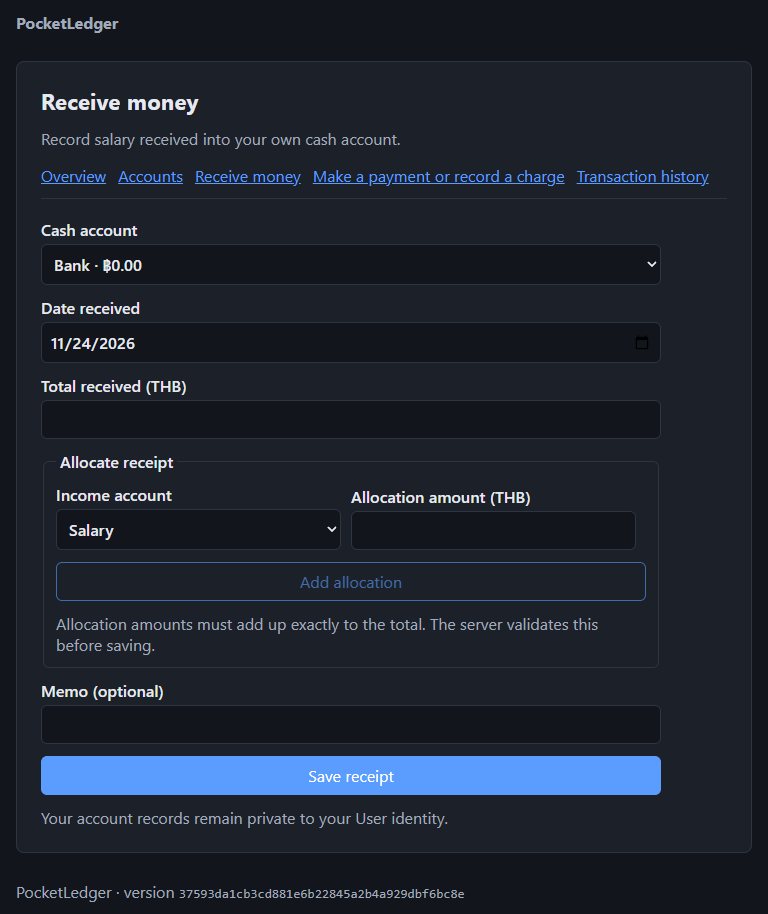 PocketLedger
Receive money
Record salary received into your own cash account.
Overview Accounts Receive money Make a payment or record a charge Transaction history
Cash account
Bank · ฿0.00
Date received
11/24/2026
Total received (THB)
Allocate receipt
Income account Allocation amount (THB)
Salary
Add allocation
Allocation amounts must add up exactly to the total. The server validates this
before saving.
Memo (optional)
Save receipt
Your account records remain private to your User identity.
PocketLedger · version 37593da1cb3cd881e6b22845a2b4a929dbf6bc8e